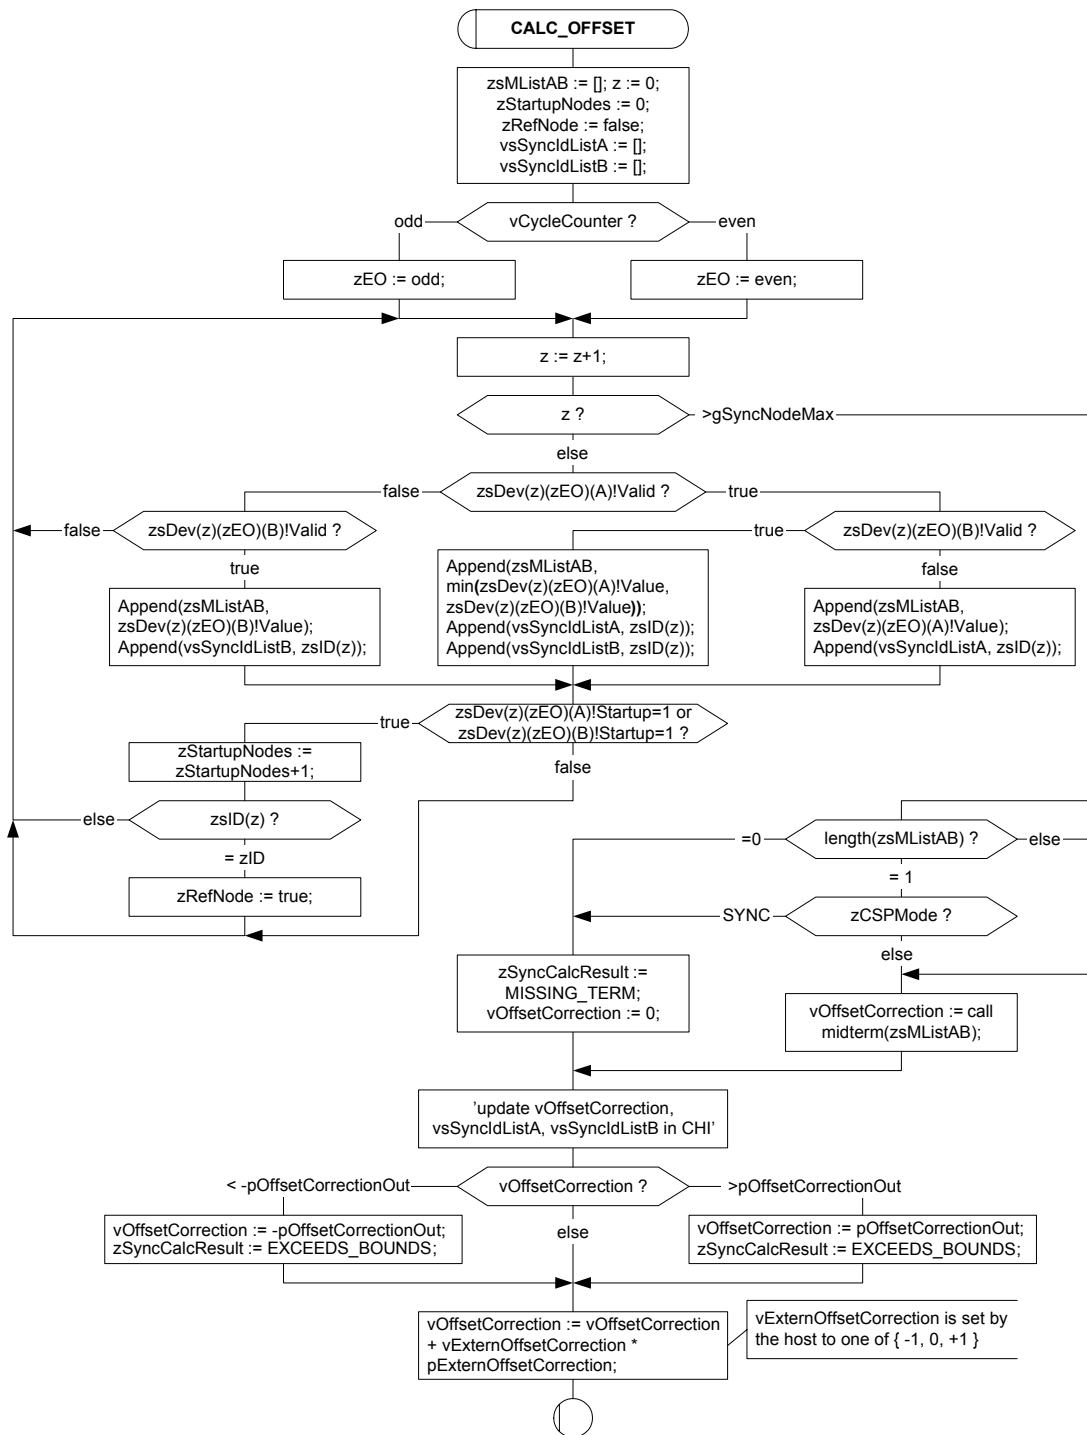 CALC_OFFSET
zsMListAB := []; z := 0;
zStartupNodes := 0;
zRefNode := false;
vsSyncIdListA := [];
vsSyncIdListB := [];
odd
vCycleCounter ?
even
zEO := odd;
zEO := even;
z := z+1;
z ?
>gSyncNodeMax
else
false
zsDev(z)(zEO)(A)!Valid ?
true
false
zsDev(z)(zEO)(B)!Valid ?
true
zsDev(z)(zEO)(B)!Valid ?
true
false
Append(zsMListAB,
zsDev(z)(zEO)(B)!Value);
Append(vsSyncIdListB, zsID(z));
Append(zsMListAB,
min(zsDev(z)(zEO)(A)!Value,
zsDev(z)(zEO)(B)!Value));
Append(vsSyncIdListA, zsID(z));
Append(vsSyncIdListB, zsID(z));
Append(zsMListAB,
zsDev(z)(zEO)(A)!Value);
Append(vsSyncIdListA, zsID(z));
true
zsDev(z)(zEO)(A)!Startup=1 or
zsDev(z)(zEO)(B)!Startup=1 ?
false
zStartupNodes :=
zStartupNodes+1;
else
zsID(z) ?
= zID
zRefNode := true;
=0
length(zsMListAB) ?
else
= 1
SYNC
zCSPMode ?
else
zSyncCalcResult :=
MISSING_TERM;
vOffsetCorrection := 0;
vOffsetCorrection := call
midterm(zsMListAB);
'update vOffsetCorrection,
vsSyncIdListA, vsSyncIdListB in CHI'
< -pOffsetCorrectionOut
vOffsetCorrection ?
>pOffsetCorrectionOut
vOffsetCorrection := -pOffsetCorrectionOut;
zSyncCalcResult := EXCEEDS_BOUNDS;
else
vOffsetCorrection := pOffsetCorrectionOut;
zSyncCalcResult := EXCEEDS_BOUNDS;
vOffsetCorrection := vOffsetCorrection
+ vExternOffsetCorrection *
pExternOffsetCorrection;
vExternOffsetCorrection is set by
the host to one of { -1, 0, +1 }